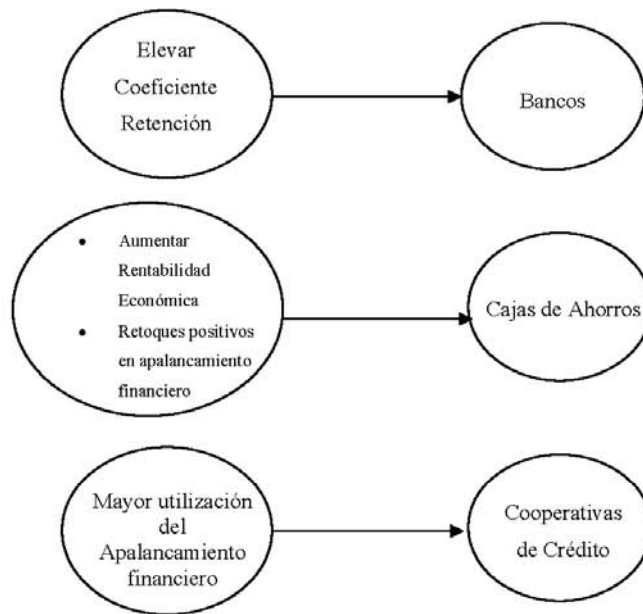 Elevar
Coeficiente
Retención
Bancos
• Aumentar
Rentabilidad
Económica
• Retoques positivos
en apalancamiento
financiero
Cajas de Ahorros
Mayor utilización
del
Apalancamiento
financiero
Cooperativas
de Crédito